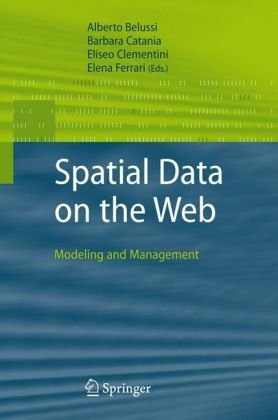 Alberto Belussi
Barbara Catania
Eliseo Clementini
Elena Ferrari (Eds.)
Spatial Data
on the Web
Modeling and Management
Springer